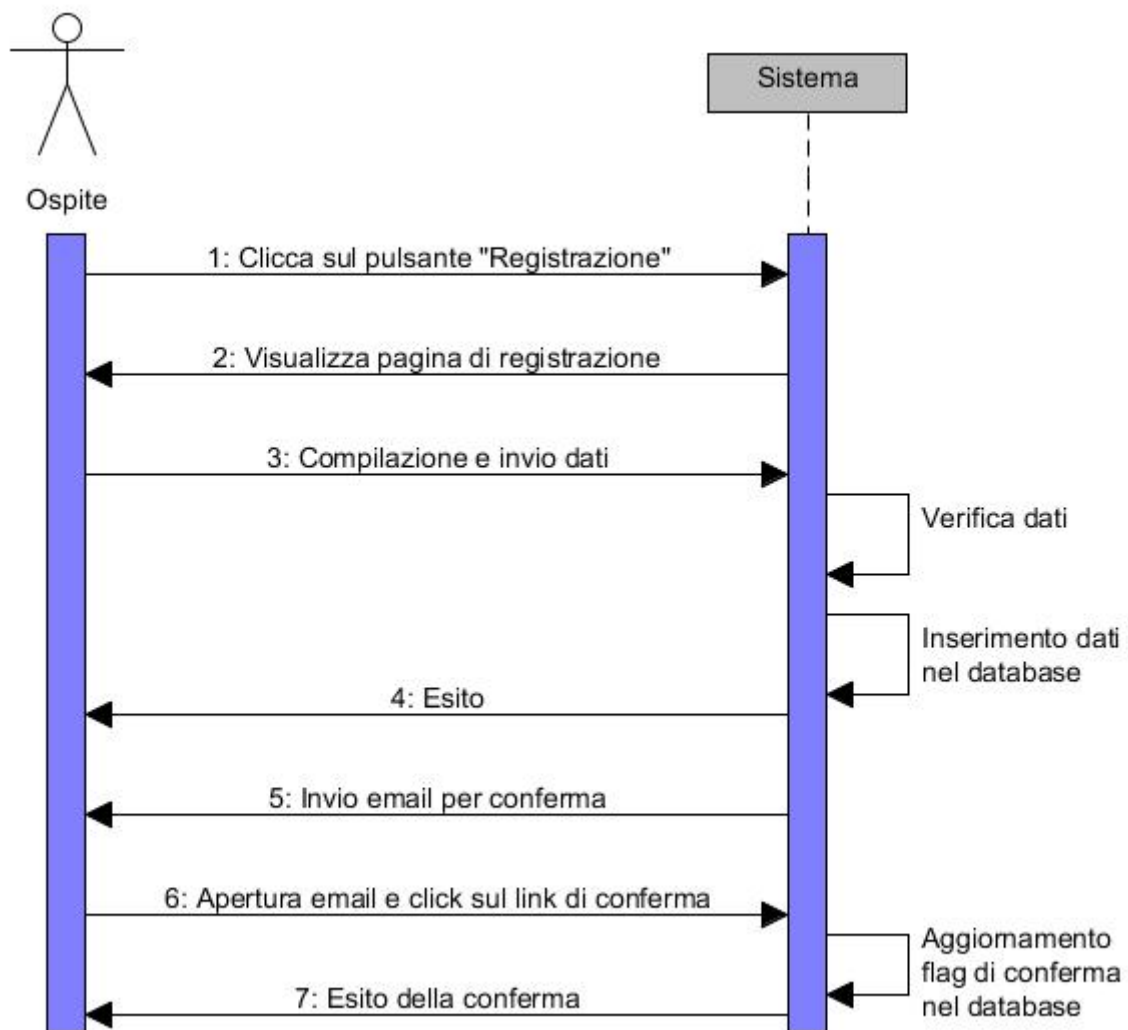 Sistema
Ospite
1: Clicca sul pulsante "Registrazione"
2: Visualizza pagina di registrazione
3: Compilazione e invio dati
Verifica dati
Inserimento dati
nel database
4: Esito
5: Invio email per conferma
6: Apertura email e click sul link di conferma
Aggiornamento
flag di conferma
nel database
7: Esito della conferma